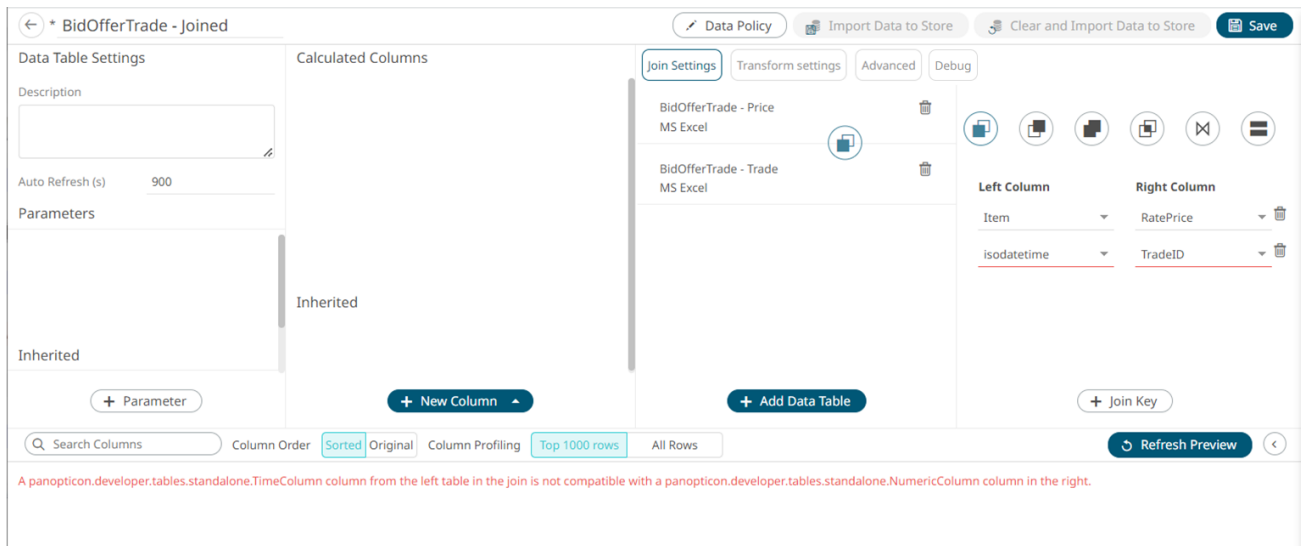 * BidOfferTrade - Joined
Data Policy
Import Data to Store
Clear and Import Data to Store
Save
Data Table Settings
Description
Auto Refresh (s) 900
Parameters
Inherited
+ Parameter
Calculated Columns
Inherited
+ New Column
Join Settings
Transform settings
Advanced
Debug
BidOfferTrade - Price
MS Excel
BidOfferTrade - Trade
MS Excel
+ Add Data Table
Left Column Right Column
Item RatePrice
isodatetime TradeID
+ Join Key
Search Columns
Column Order Sorted Original
Column Profiling Top 1000 rows All Rows
Refresh Preview
A panopticon.developer.tables.standalone.TimeColumn column from the left table in the join is not compatible with a panopticon.developer.tables.standalone.NumericColumn column in the right.